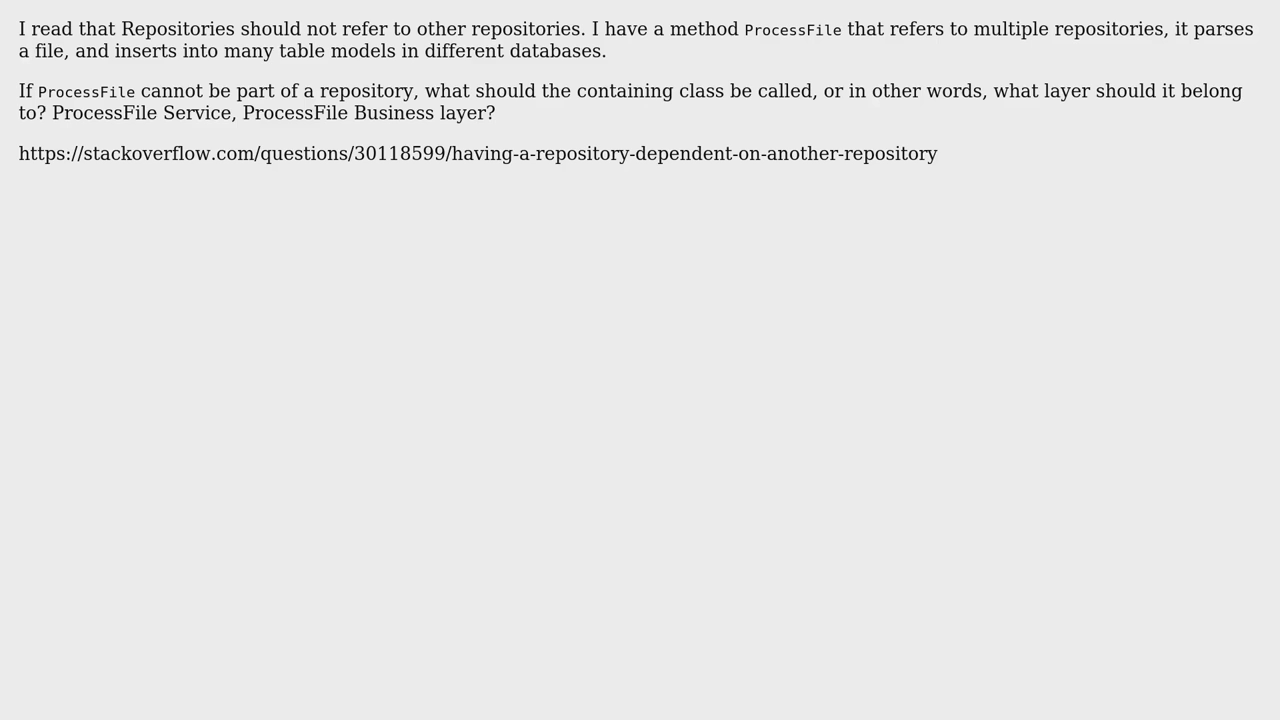 I read that Repositories should not refer to other repositories. I have a method ProcessFile that refers to multiple repositories, it parses
a file, and inserts into many table models in different databases.
If ProcessFile cannot be part of a repository, what should the containing class be called, or in other words, what layer should it belong
to? ProcessFile Service, ProcessFile Business layer?
https://stackoverflow.com/questions/30118599/having-a-repository-dependent-on-another-repository